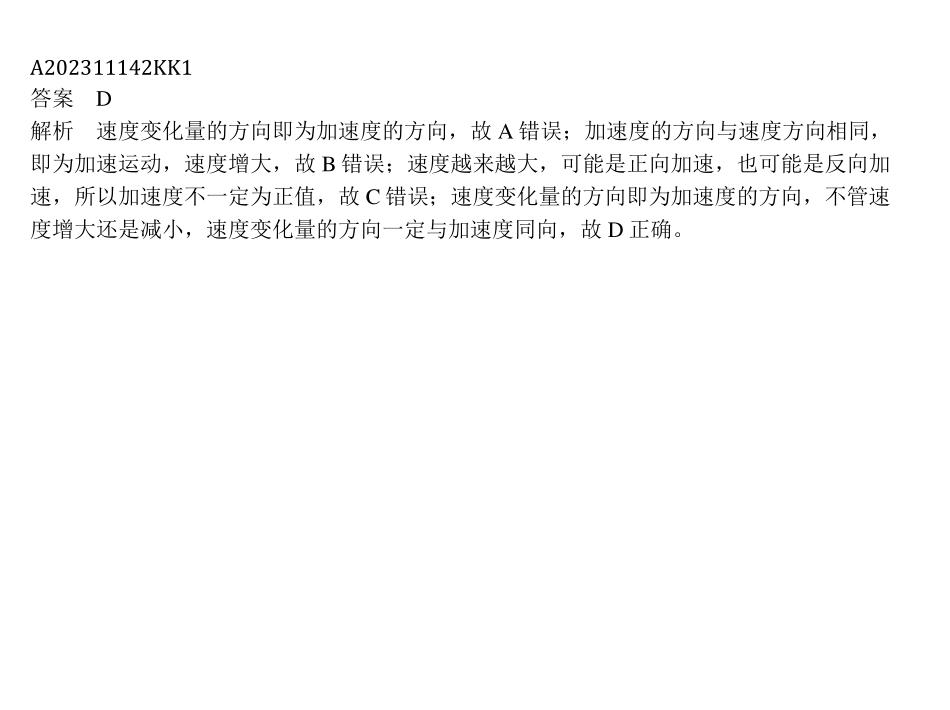 A202311142KK1
答案　D
解析　速度变化量的方向即为加速度的方向，故 A 错误；加速度的方向与速度方向相同，
即为加速运动，速度增大，故 B 错误；速度越来越大，可能是正向加速，也可能是反向加
速，所以加速度不一定为正值，故 C 错误；速度变化量的方向即为加速度的方向，不管速
度增大还是减小，速度变化量的方向一定与加速度同向，故 D 正确。